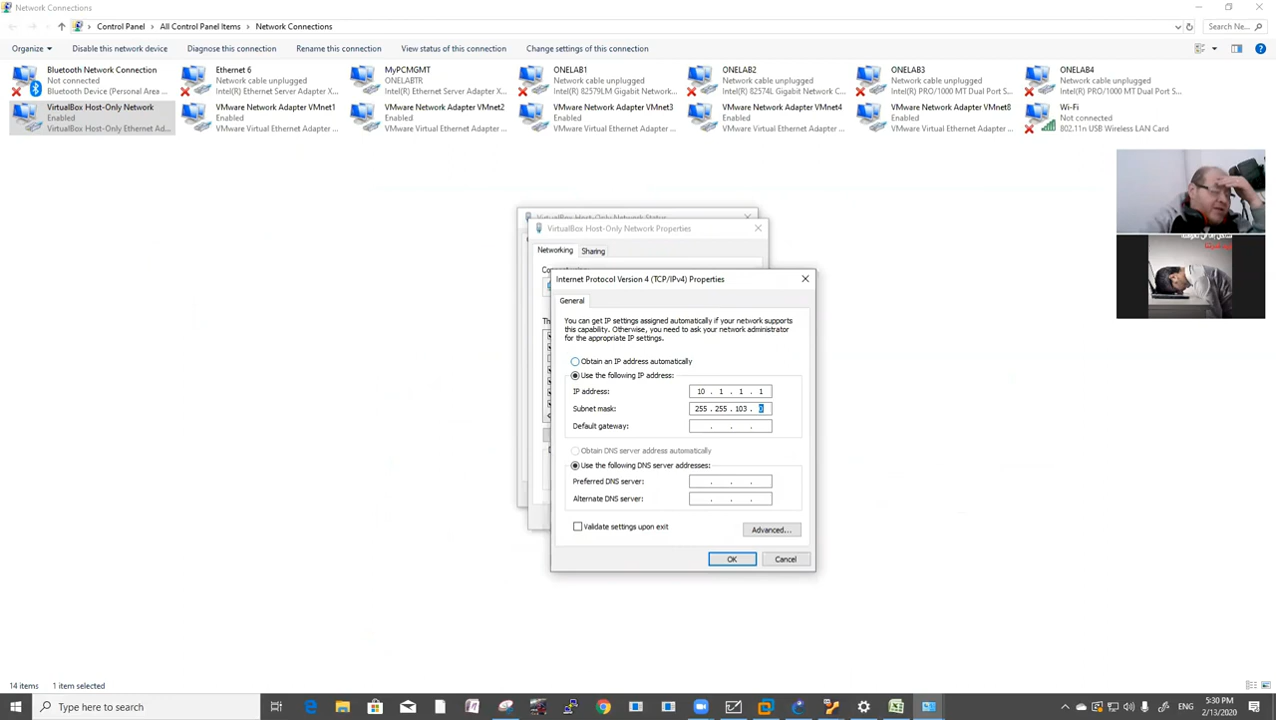 Network Connections
Control Panel > All Control Panel Items > Network Connections
Search Ne...
Organize
Disable this network device
Diagnose this connection
Rename this connection
View status of this connection
Change settings of this connection
Bluetooth Network Connection
Not connected
Bluetooth Device (Personal Area ...
Ethernet 6
Network cable unplugged
Intel(R) Ethernet Server Adapter ...
MyPCMGMT
ONELABTR
Intel(R) Ethernet Server Adapter ...
ONELAB1
Network cable unplugged
Intel(R) 82579LM Gigabit Network...
ONELAB2
Network cable unplugged
Intel(R) 82574L Gigabit Network C...
ONELAB3
Network cable unplugged
Intel(R) PRO/1000 MT Dual Port S...
ONELAB4
Network cable unplugged
Intel(R) PRO/1000 MT Dual Port S...
VirtualBox Host-Only Network
Enabled
VirtualBox Host-Only Ethernet Ad...
VMware Network Adapter VMnet1
Enabled
VMware Virtual Ethernet Adapter ...
VMware Network Adapter VMnet2
Enabled
VMware Virtual Ethernet Adapter ...
VMware Network Adapter VMnet3
Enabled
VMware Virtual Ethernet Adapter ...
VMware Network Adapter VMnet4
Enabled
VMware Virtual Ethernet Adapter ...
VMware Network Adapter VMnet8
Enabled
VMware Virtual Ethernet Adapter ...
Wi-Fi
Not connected
802.11n USB Wireless LAN Card
VirtualBox Host-Only Network Status
VirtualBox Host-Only Network Properties
Networking
Sharing
Internet Protocol Version 4 (TCP/IPv4) Properties
General
You can get IP settings assigned automatically if your network supports
this capability. Otherwise, you need to ask your network administrator
for the appropriate IP settings.
Obtain an IP address automatically
Use the following IP address:
IP address: 10 . 1 . 1 . 1
Subnet mask: 255 . 255 . 103 . 0
Default gateway: . . .
Obtain DNS server address automatically
Use the following DNS server addresses:
Preferred DNS server: . . .
Alternate DNS server: . . .
Validate settings upon exit
Advanced...
OK
Cancel
14 items
1 item selected
Type here to search
ENG
5:30 PM
2/13/2020